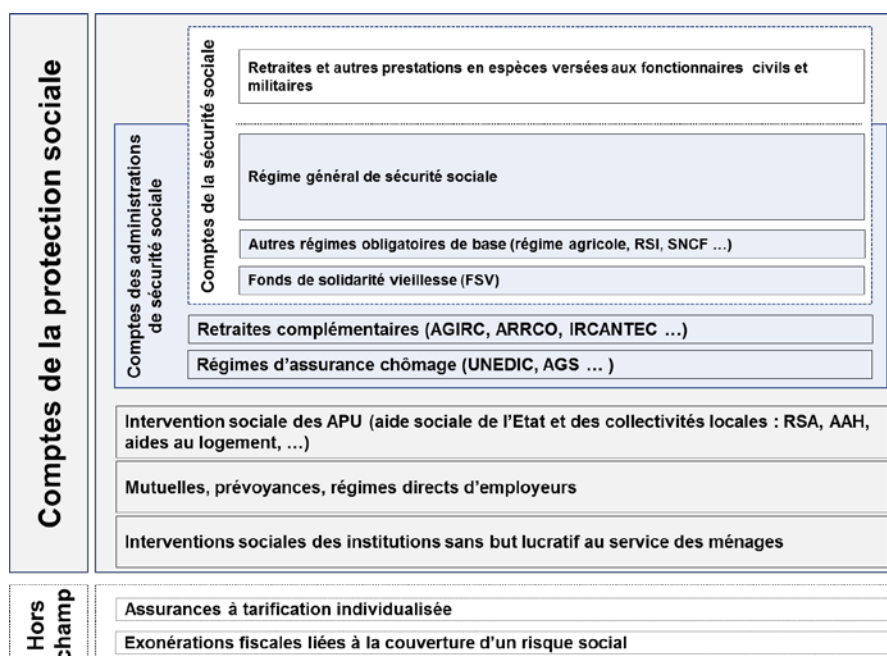 Comptes de la protection sociale
Comptes des administrations
de sécurité sociale
Comptes de la sécurité sociale
Retraites et autres prestations en espèces versées aux fonctionnaires civils et
militaires
Régime général de sécurité sociale
Autres régimes obligatoires de base (régime agricole, RSI, SNCF …)
Fonds de solidarité vieillesse (FSV)
Retraites complémentaires (AGIRC, ARRCO, IRCANTEC …)
Régimes d’assurance chômage (UNEDIC, AGS … )
Intervention sociale des APU (aide sociale de l’Etat et des collectivités locales : RSA, AAH,
aides au logement, …)
Mutuelles, prévoyances, régimes directs d’employeurs
Interventions sociales des institutions sans but lucratif au service des ménages
Hors
champ
Assurances à tarification individualisée
Exonérations fiscales liées à la couverture d’un risque social